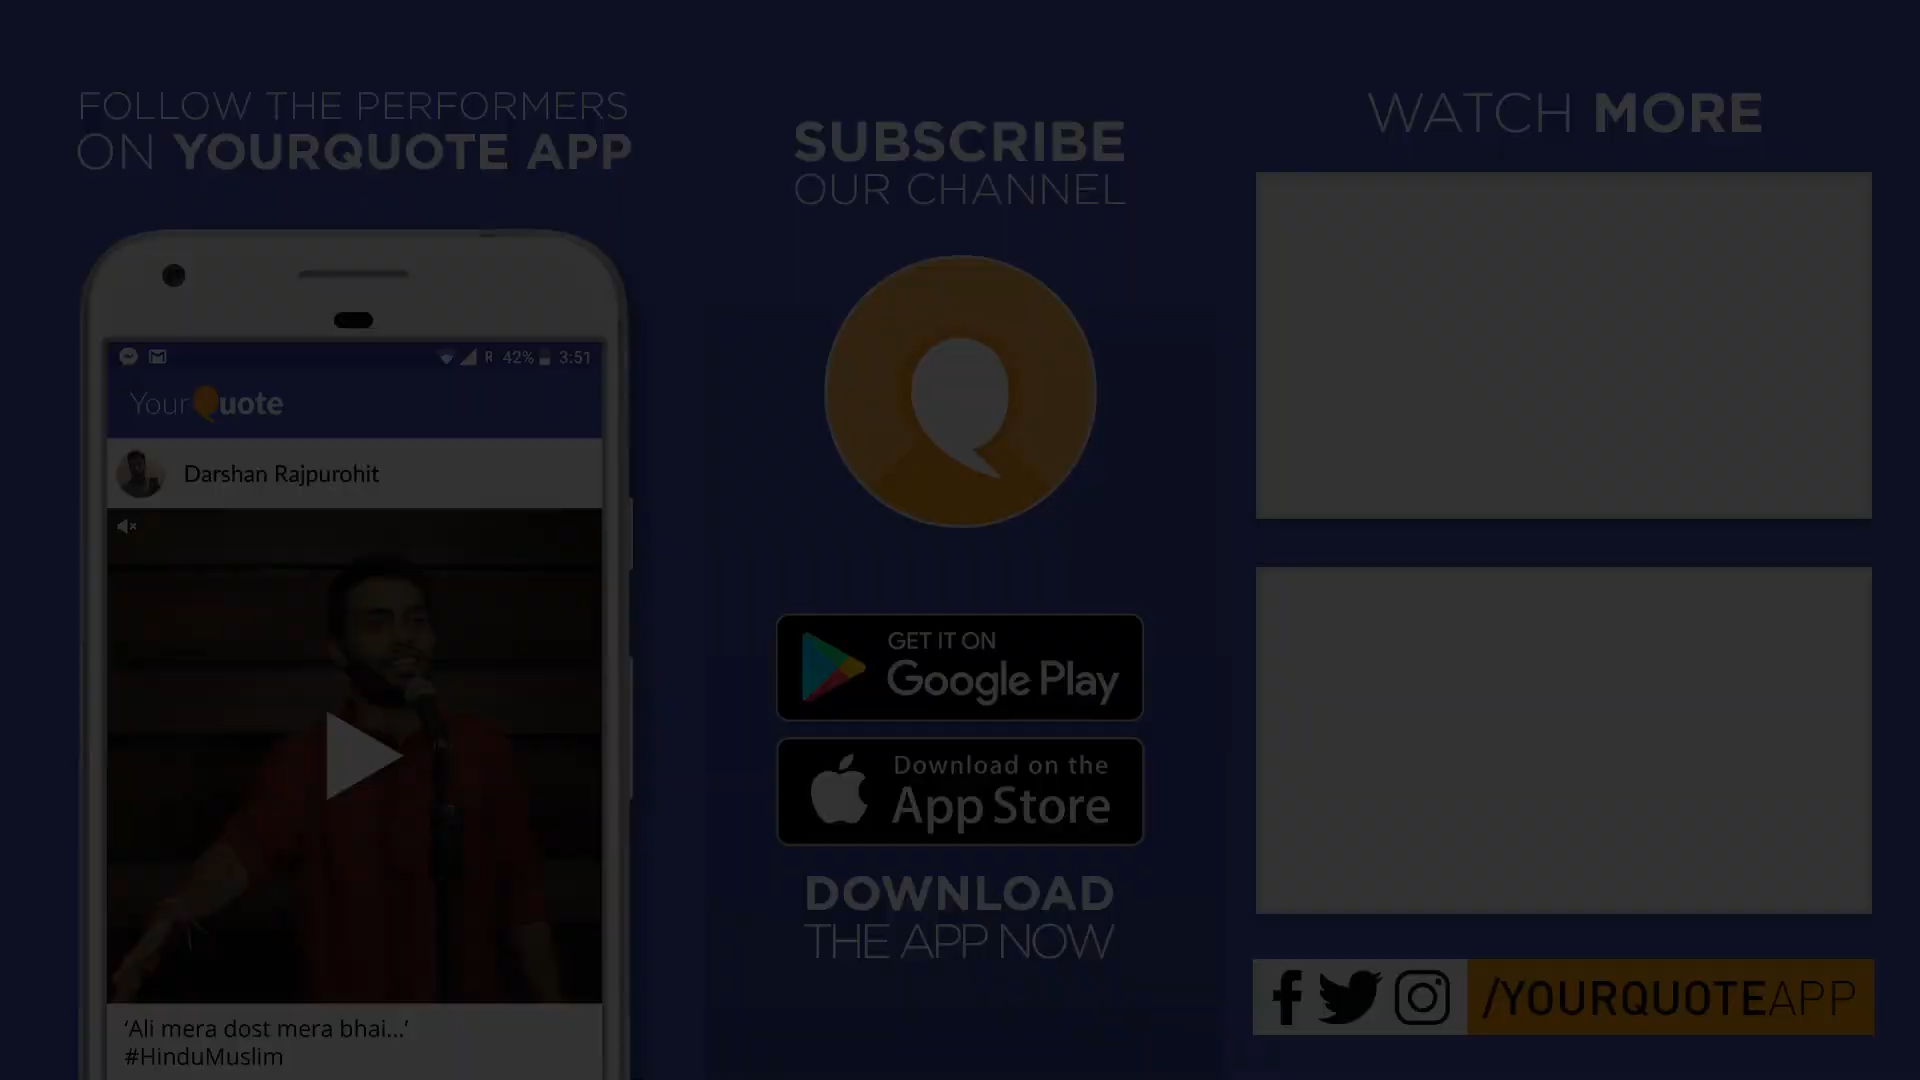 FOLLOW THE PERFORMERS
ON YOURQUOTE APP
R 42% 3:51
YourQuote
Darshan Rajpurohit
‘Ali mera dost mera bhai...’
#HinduMuslim
SUBSCRIBE
OUR CHANNEL
GET IT ON
Google Play
Download on the
App Store
DOWNLOAD
THE APP NOW
WATCH MORE
/YOURQUOTEAPP